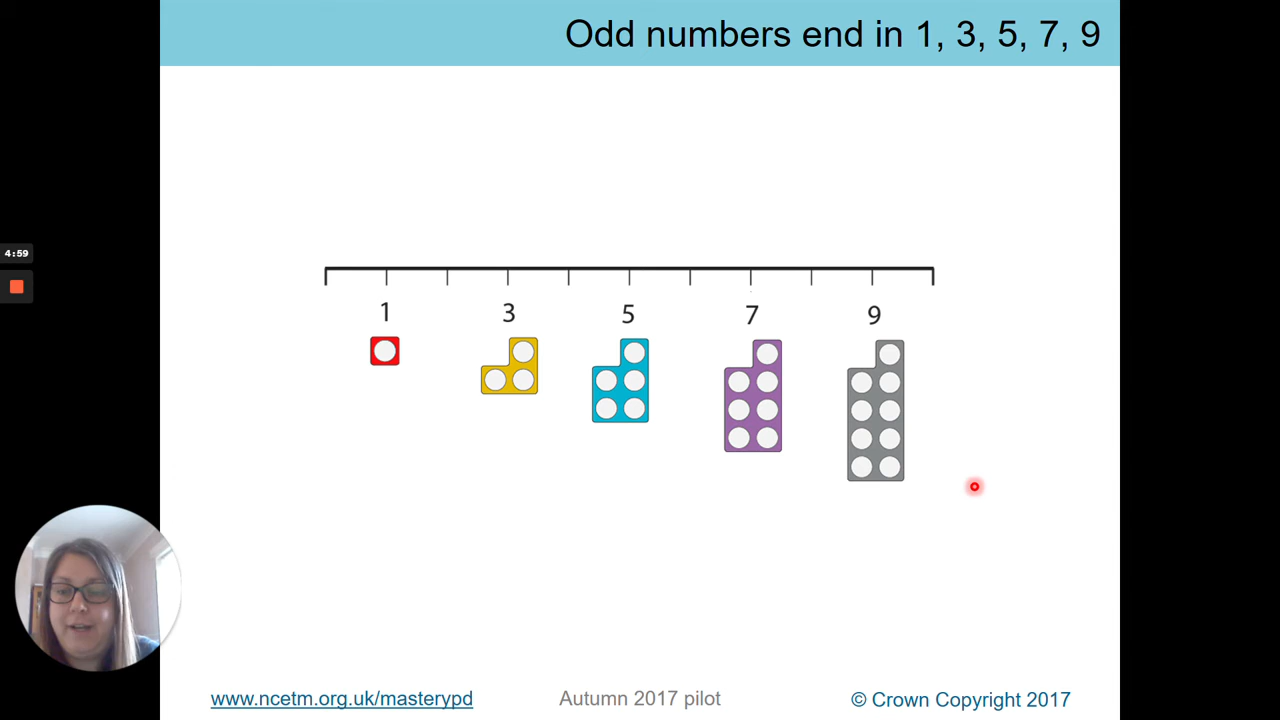 Odd numbers end in 1, 3, 5, 7, 9
4:59
1 3 5 7 9
www.ncetm.org.uk/masterypd Autumn 2017 pilot © Crown Copyright 2017